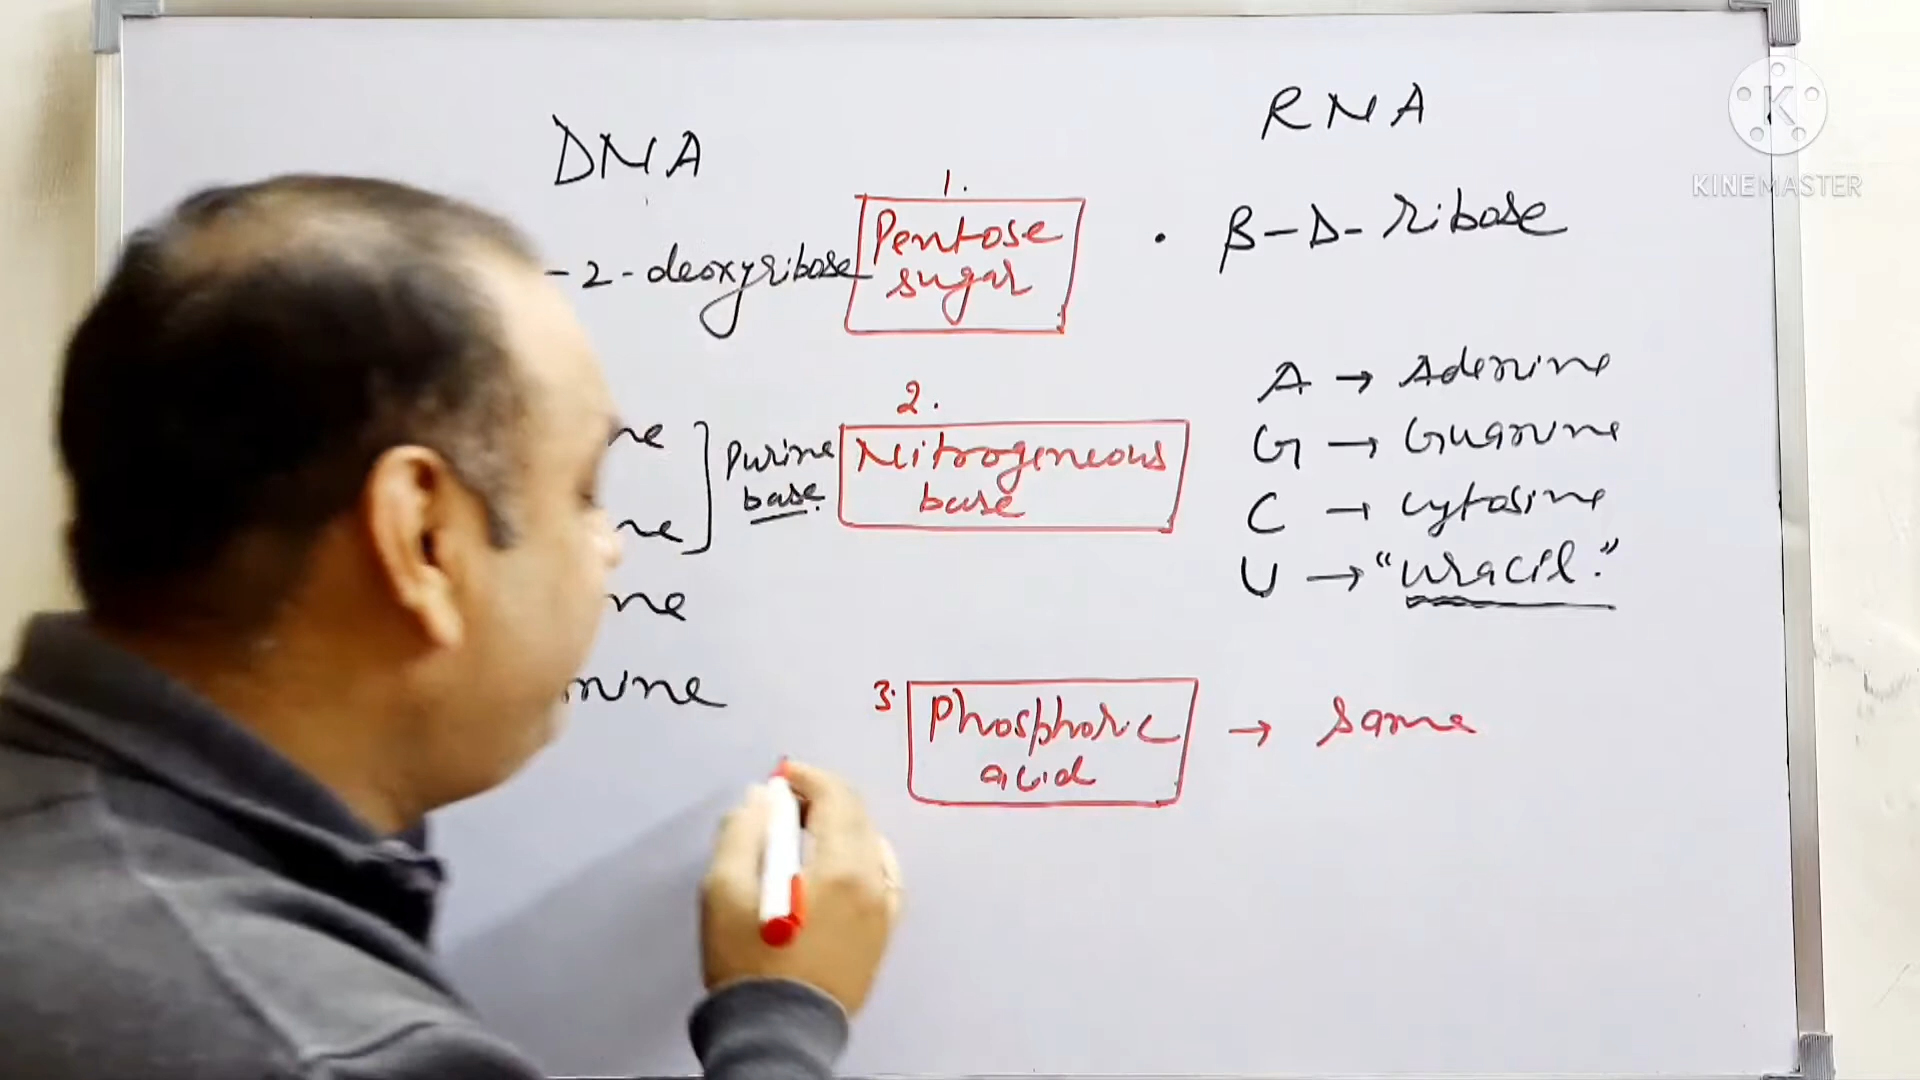 DNA
RNA
1.
Pentose
sugar
-2-deoxyribose
. β-D-ribose
2.
Nitrogeneous
base
Purine
base.
ne
ne
ne
mine
A → Adenine
G → Guanine
C → Cytosine
U → "Uracil."
3.
Phosphoric
acid
→ Same
K
KINEMASTER